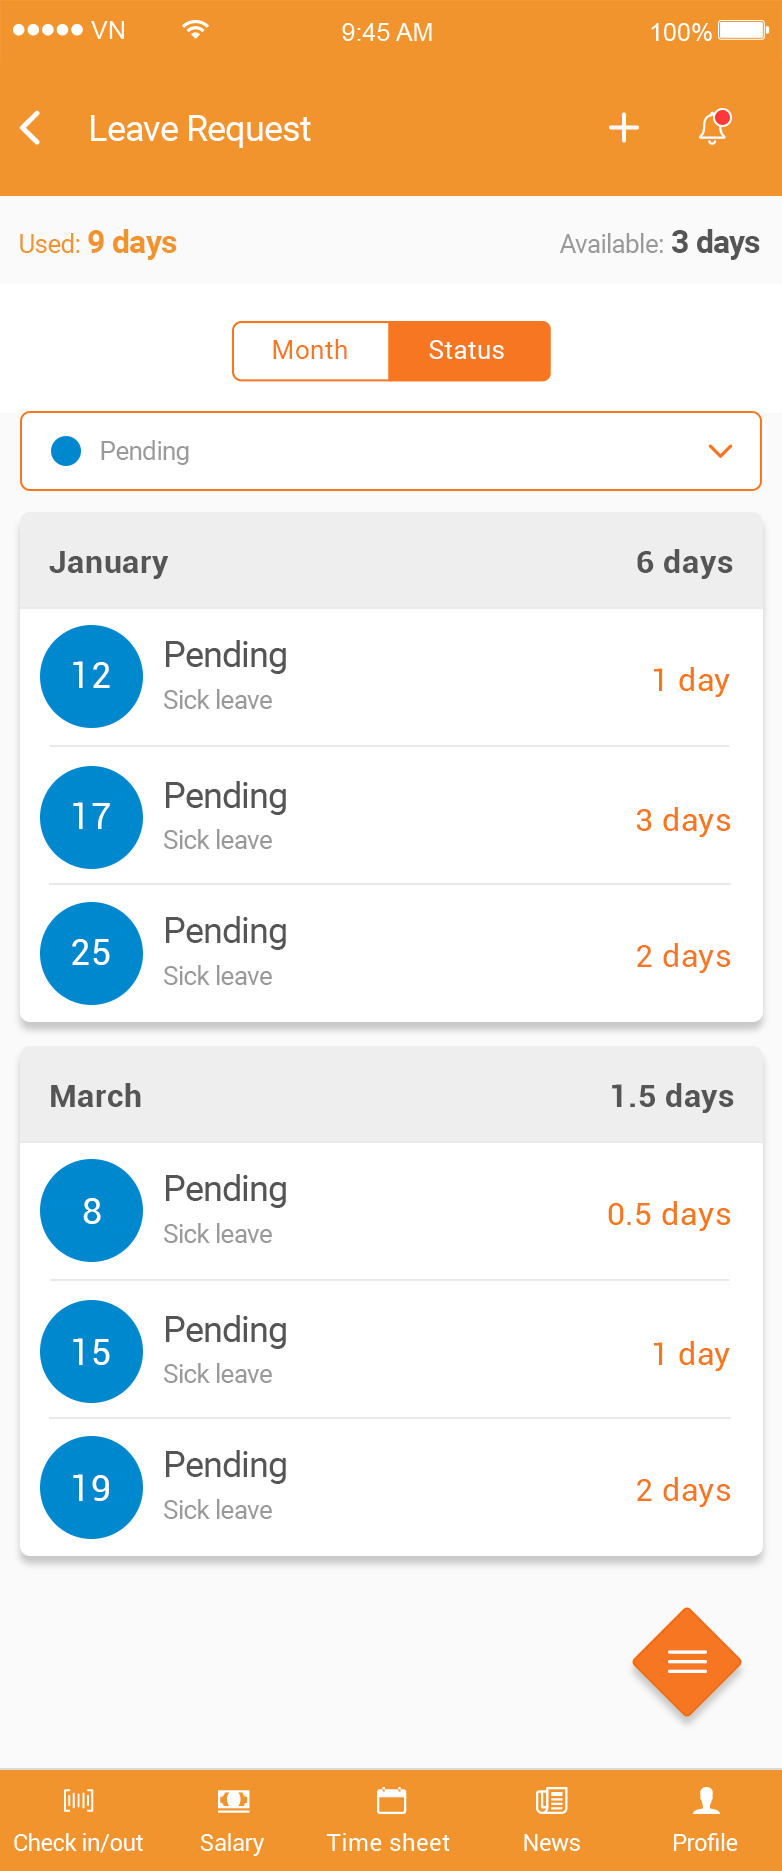 VN 9:45 AM 100%
Leave Request
Used: 9 days Available: 3 days
Month Status
Pending
January 6 days
12 Pending 1 day
Sick leave
17 Pending 3 days
Sick leave
25 Pending 2 days
Sick leave
March 1.5 days
8 Pending 0.5 days
Sick leave
15 Pending 1 day
Sick leave
19 Pending 2 days
Sick leave
Check in/out Salary Time sheet News Profile